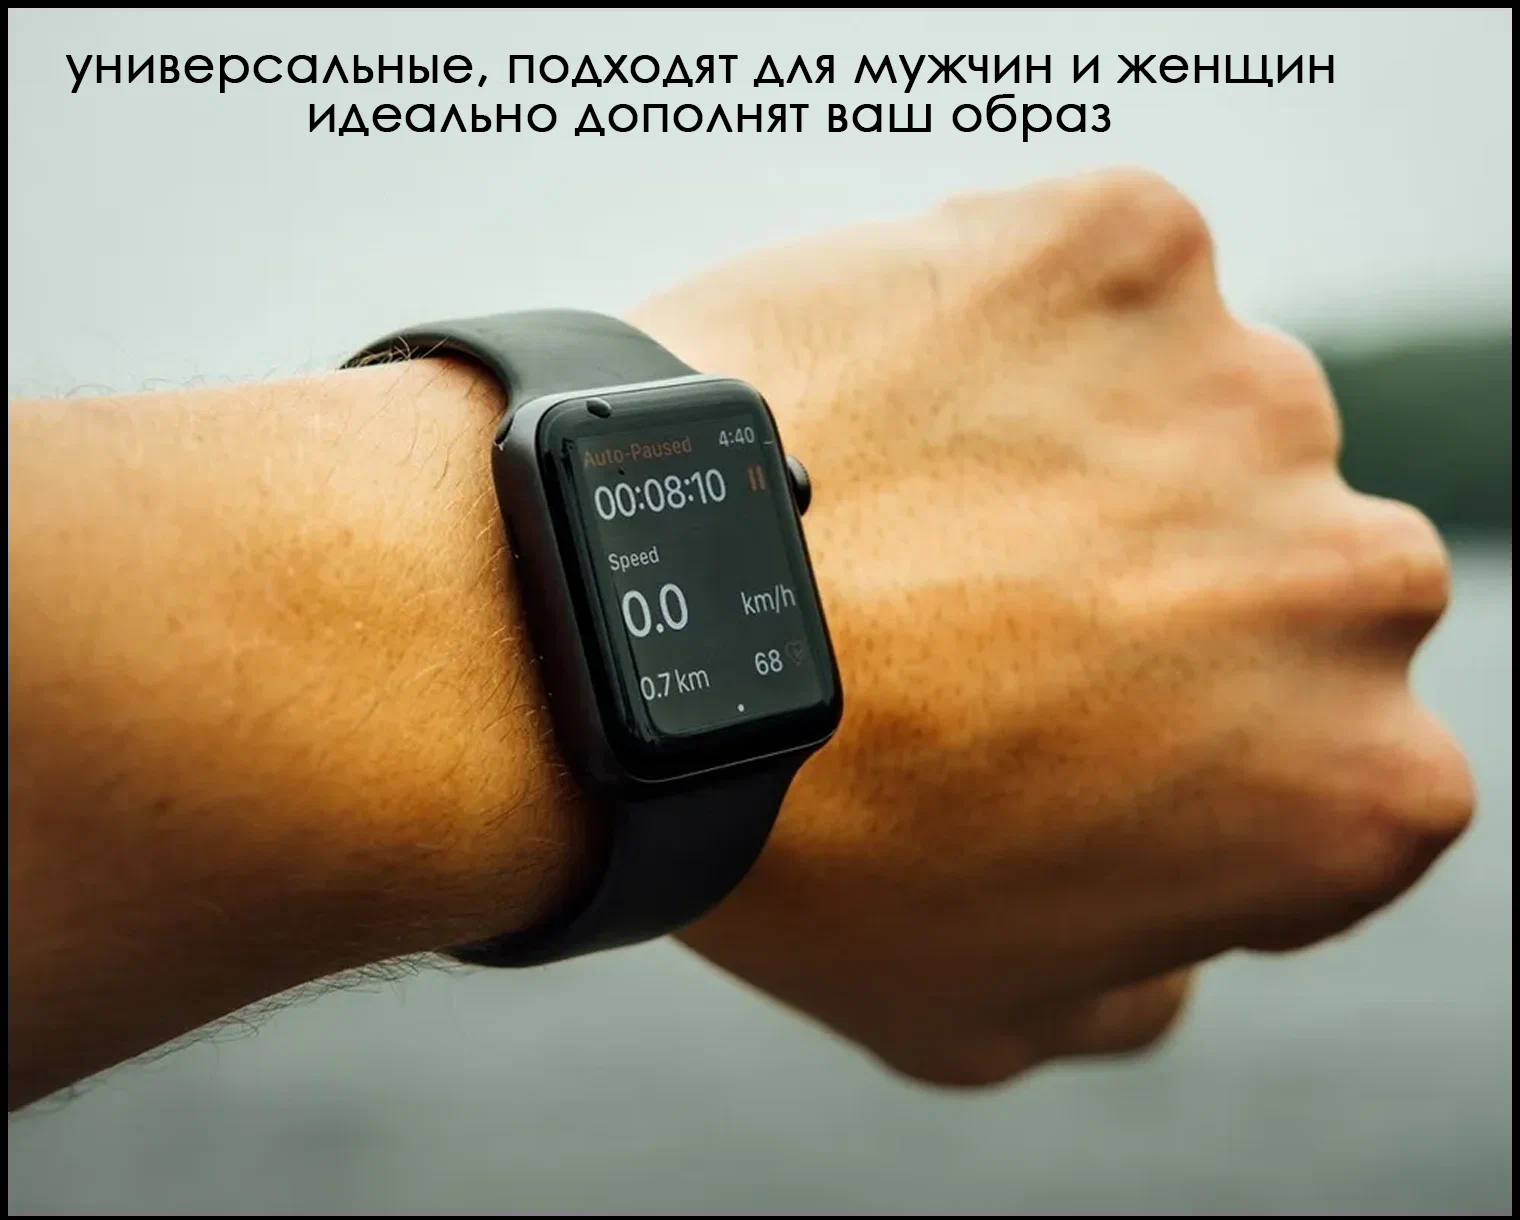 универсальные, подходят для мужчин и женщин
идеально дополнят ваш образ
Auto-Paused 4:40
00:08:10
Speed
0.0 km/h
0.7 km 68